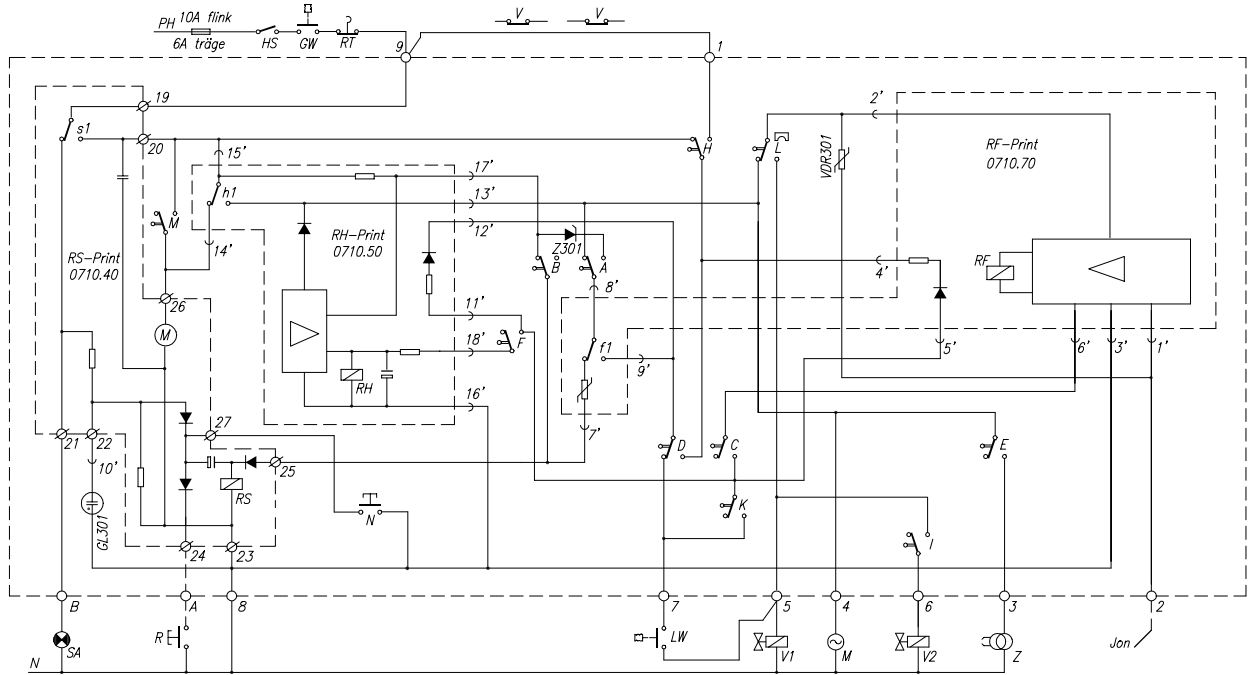 10A flink
PH
6A träge
HS
GW
RT
9
V
V
1
19
s1
20
15'
17'
2'
H
L
VDR301
RF-Print
0710.70
h1
13'
M
RH-Print
0710.50
12'
RS-Print
0710.40
14'
Z301
B
A
4'
RF
8'
26
11'
M
18'
F
5'
6'
3'
1'
f1
RH
9'
16'
27
7'
21
22
D
C
E
10'
25
RS
GL301
N
K
I
24
23
B
A
8
7
5
4
6
3
2
SA
R
LW
V1
M
V2
Z
Jon
N